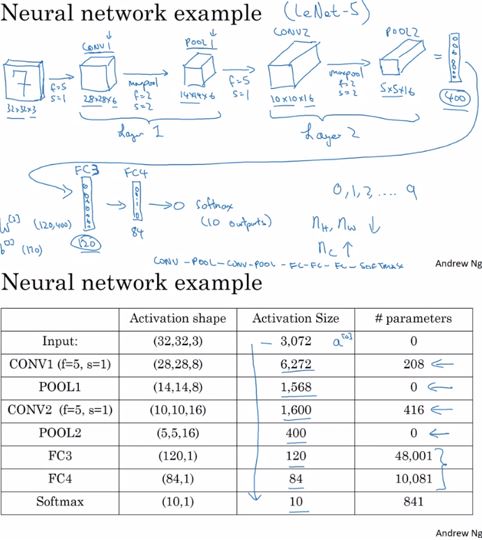 Neural network example (LeNet-5)
CONV1 POOL1 CONV2 POOL2
7
32x32x3
f=5
s=1
28x28x6
maxpool
f=2
s=2
14x14x6
f=5
s=1
10x10x16
maxpool
f=2
s=2
5x5x16
=
400
Layer 1
Layer 2
FC3
FC4
W[3] (120,400)
b[3] (120)
120
84
softmax
(10 outputs)
0,1,2,....9
nH, nW ↓
nC ↑
CONV-POOL-CONV-POOL-FC-FC-FC-SOFTMAX
Andrew Ng
Neural network example
Activation shape Activation Size # parameters
Input: (32,32,3) 3,072 a[0] 0
CONV1 (f=5, s=1) (28,28,8) 6,272 208
POOL1 (14,14,8) 1,568 0
CONV2 (f=5, s=1) (10,10,16) 1,600 416
POOL2 (5,5,16) 400 0
FC3 (120,1) 120 48,001
FC4 (84,1) 84 10,081
Softmax (10,1) 10 841
Andrew Ng